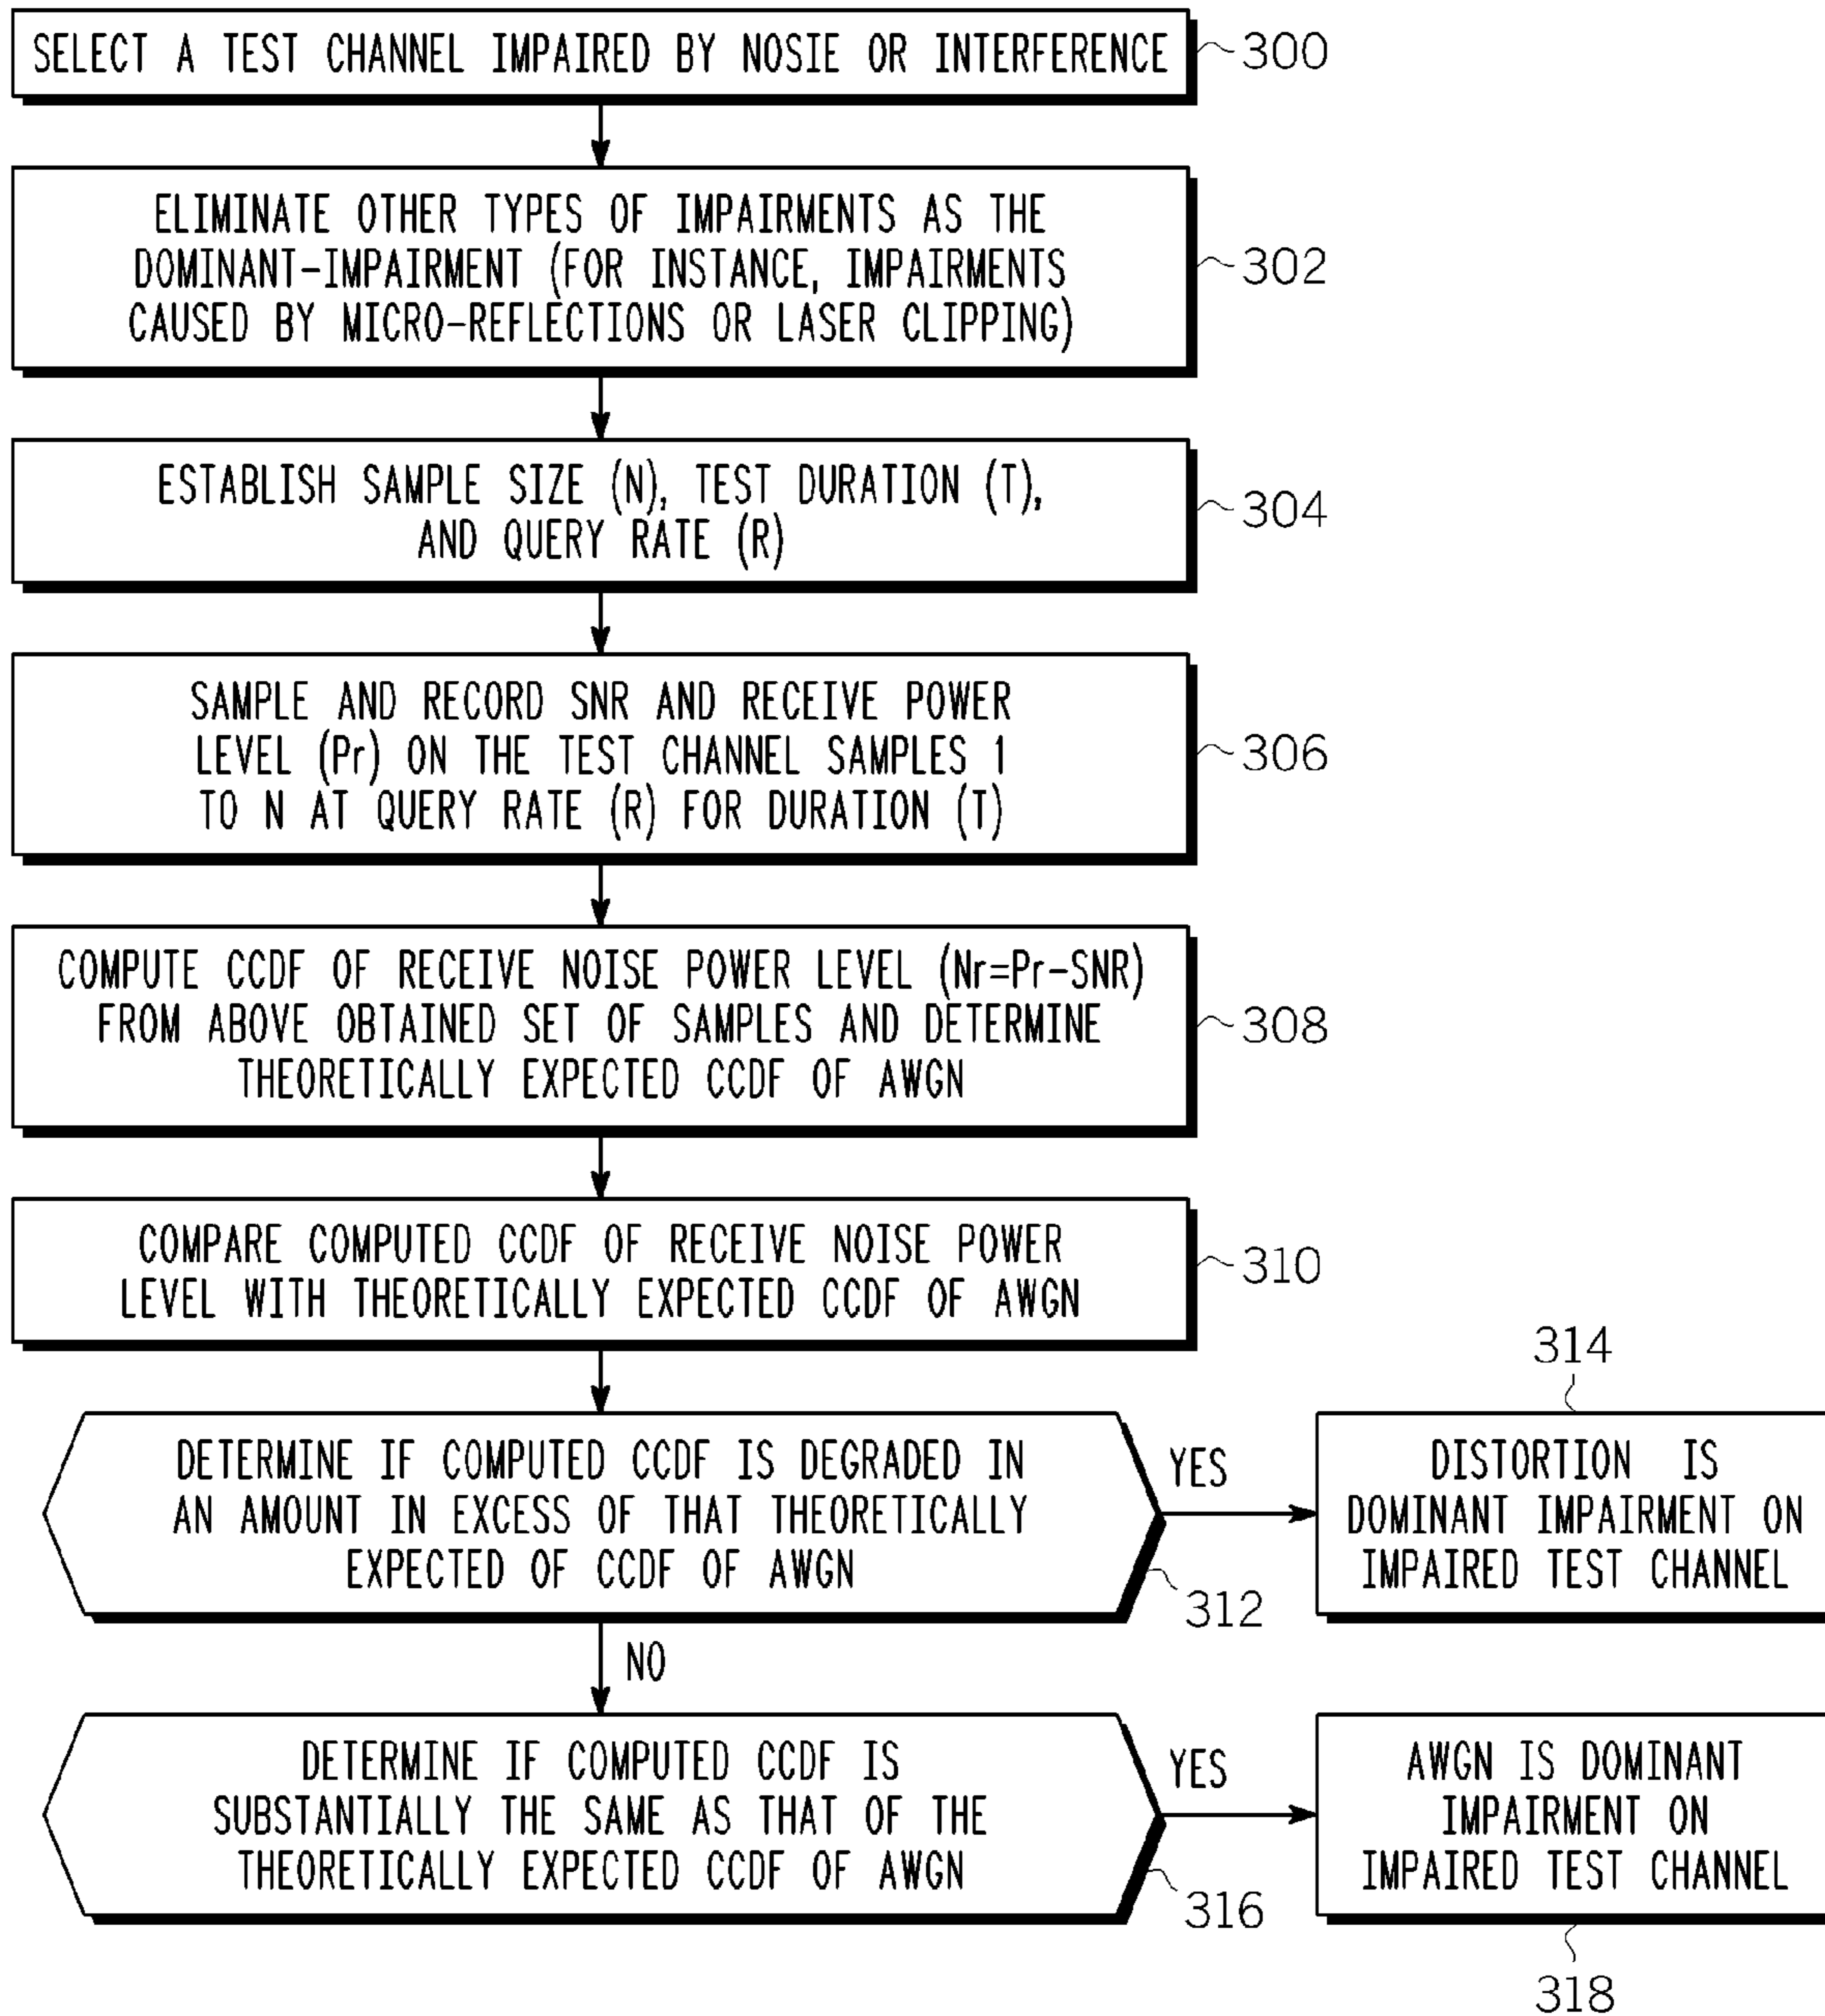 SELECT A TEST CHANNEL IMPAIRED BY NOSIE OR INTERFERENCE
300
ELIMINATE OTHER TYPES OF IMPAIRMENTS AS THE
DOMINANT-IMPAIRMENT (FOR INSTANCE, IMPAIRMENTS
CAUSED BY MICRO-REFLECTIONS OR LASER CLIPPING)
302
ESTABLISH SAMPLE SIZE (N), TEST DURATION (T),
AND QUERY RATE (R)
304
SAMPLE AND RECORD SNR AND RECEIVE POWER
LEVEL (Pr) ON THE TEST CHANNEL SAMPLES 1
TO N AT QUERY RATE (R) FOR DURATION (T)
306
COMPUTE CCDF OF RECEIVE NOISE POWER LEVEL (Nr=Pr-SNR)
FROM ABOVE OBTAINED SET OF SAMPLES AND DETERMINE
THEORETICALLY EXPECTED CCDF OF AWGN
308
COMPARE COMPUTED CCDF OF RECEIVE NOISE POWER
LEVEL WITH THEORETICALLY EXPECTED CCDF OF AWGN
310
DETERMINE IF COMPUTED CCDF IS DEGRADED IN
AN AMOUNT IN EXCESS OF THAT THEORETICALLY
EXPECTED OF CCDF OF AWGN
312
YES
314
DISTORTION IS
DOMINANT IMPAIRMENT ON
IMPAIRED TEST CHANNEL
NO
DETERMINE IF COMPUTED CCDF IS
SUBSTANTIALLY THE SAME AS THAT OF THE
THEORETICALLY EXPECTED CCDF OF AWGN
316
YES
AWGN IS DOMINANT
IMPAIRMENT ON
IMPAIRED TEST CHANNEL
318